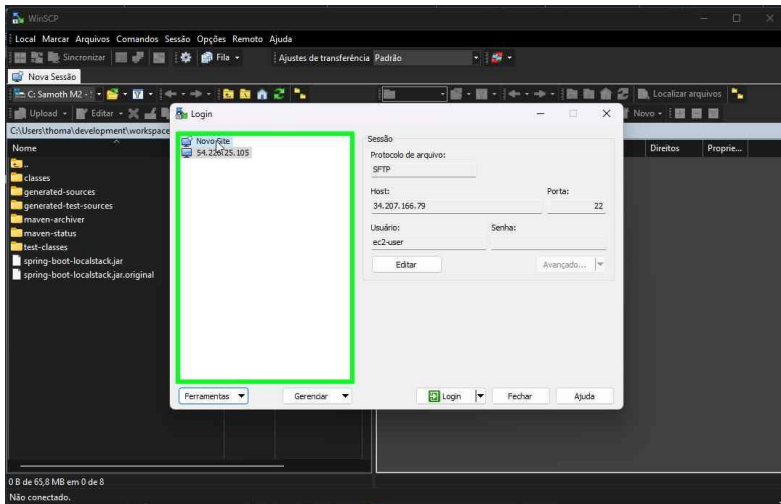 WinSCP
Local Marcar Arquivos Comandos Sessão Opções Remoto Ajuda
Sincronizar Fila Ajustes de transferência Padrão
Nova Sessão
C: Samoth M2 Localizar arquivos
Upload Editar Login Novo
C:\Users\thoma\development\workspace
Nome Direitos Proprie...
..
classes
generated-sources
generated-test-sources
maven-archiver
maven-status
test-classes
spring-boot-localstack.jar
spring-boot-localstack.jar.original
Novo Site
Sessão
Protocolo de arquivo:
SFTP
Host: Porta:
34.207.166.79 22
Usuário: Senha:
ec2-user
Editar Avançado...
Ferramentas Gerenciar Login Fechar Ajuda
0 B de 65,8 MB em 0 de 8
Não conectado.